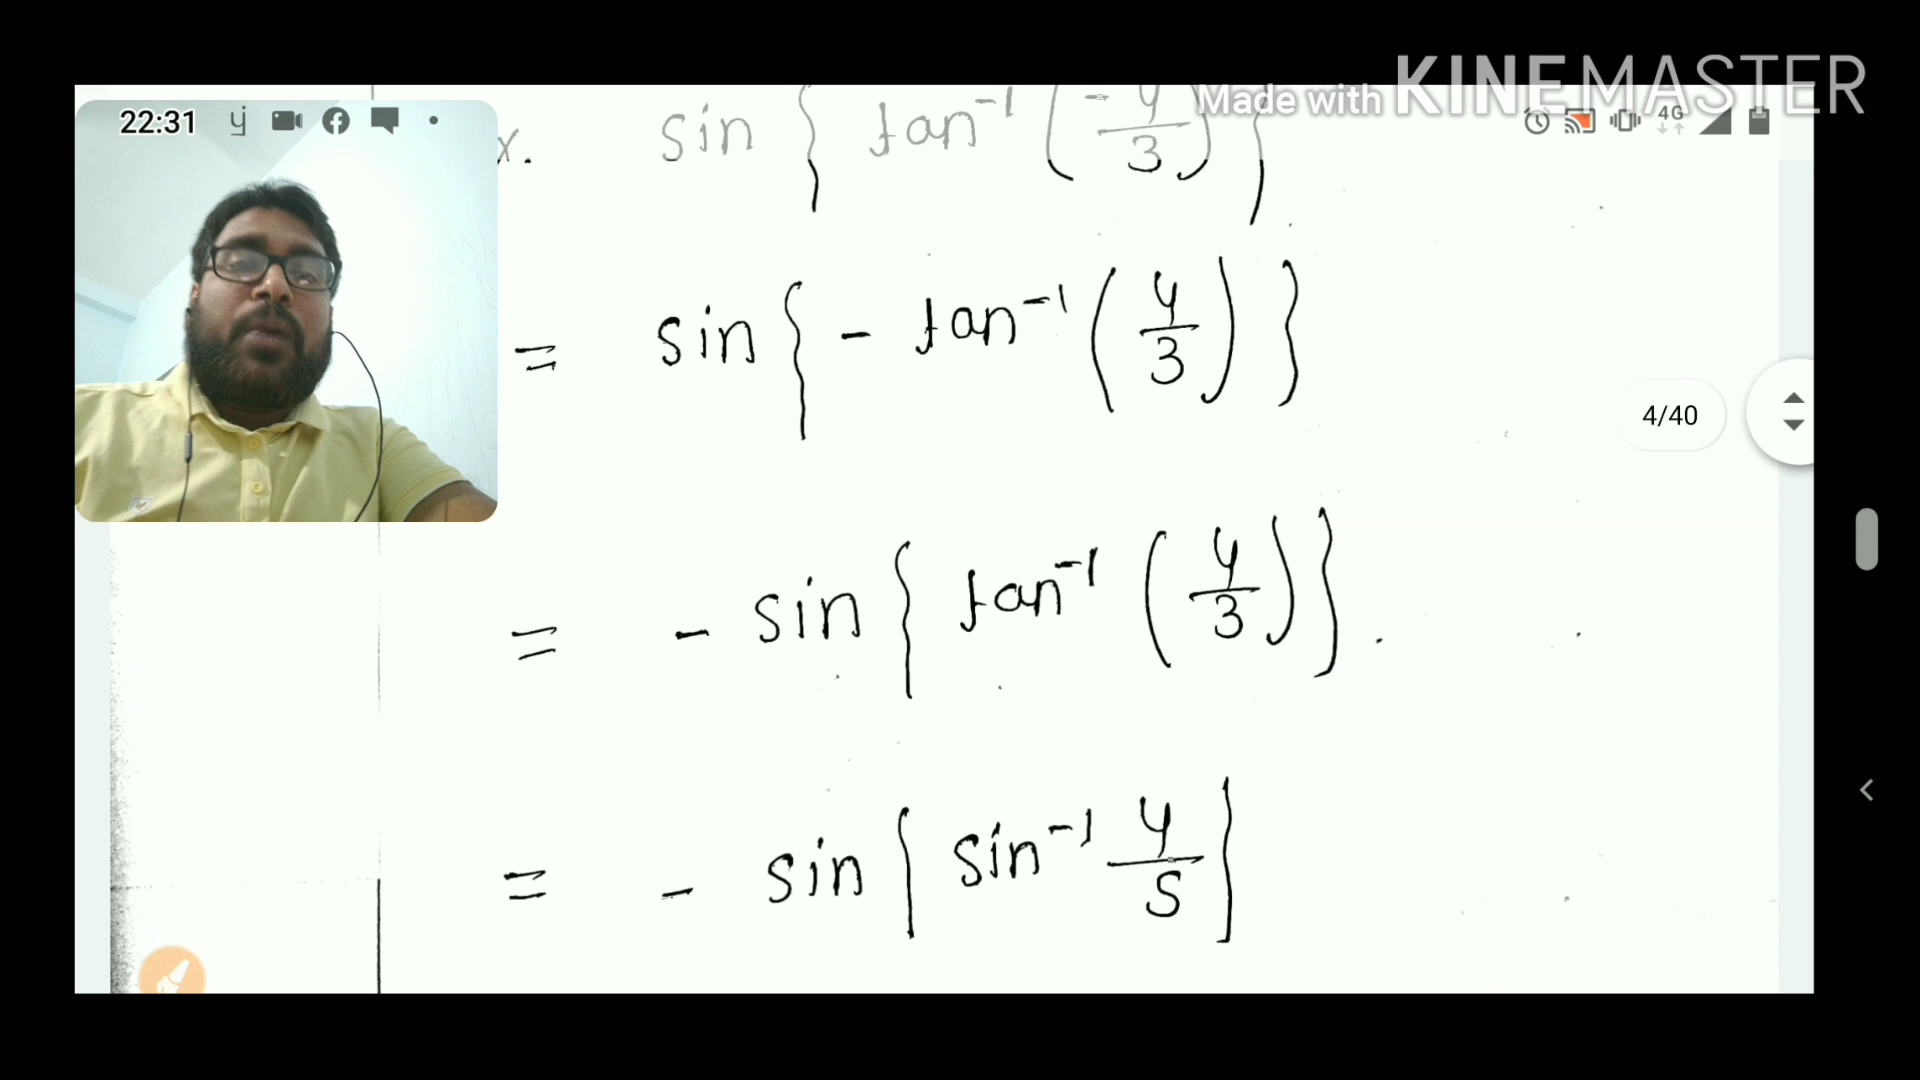 Made with KINEMASTER
22:31
4G
x. sin { tan⁻¹ ( -4/3 ) }
= sin { - tan⁻¹ ( 4/3 ) }
4/40
= - sin { tan⁻¹ ( 4/3 ) } .
= - sin { sin⁻¹ 4/5 }